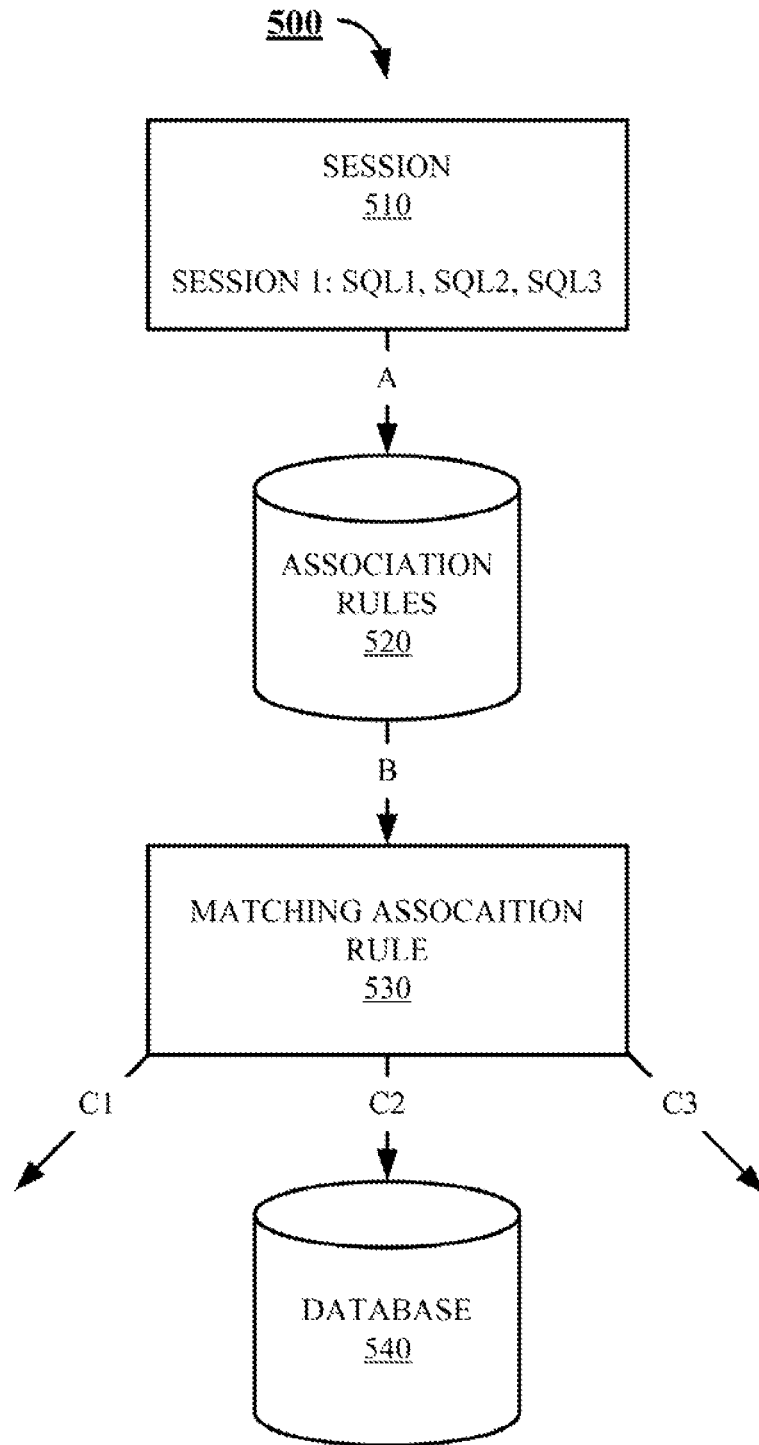 500
SESSION
510
SESSION 1: SQL1, SQL2, SQL3
A
ASSOCIATION
RULES
520
B
MATCHING ASSOCAITION
RULE
530
C1 C2 C3
DATABASE
540